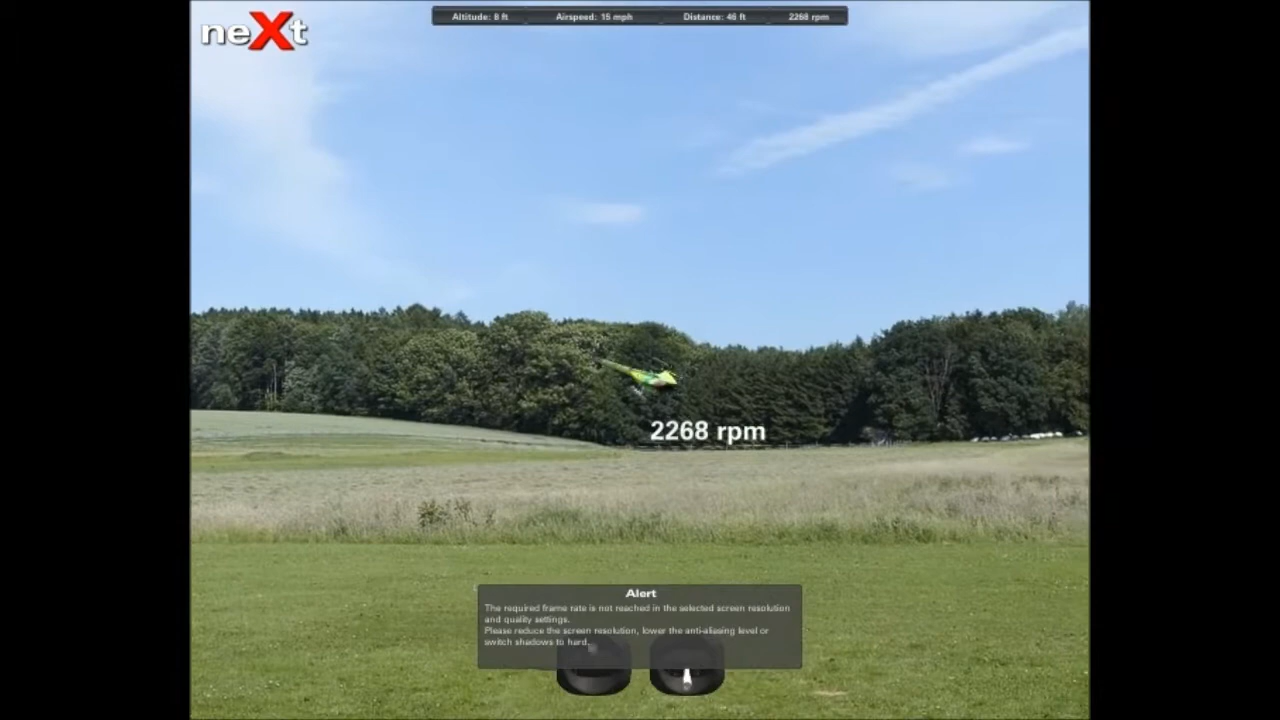 neXt
Altitude: 8 ft Airspeed: 15 mph Distance: 46 ft 2268 rpm
2268 rpm
Alert
The required frame rate is not reached in the selected screen resolution
and quality settings.
Please reduce the screen resolution, lower the anti-aliasing level or
switch shadows to hard.